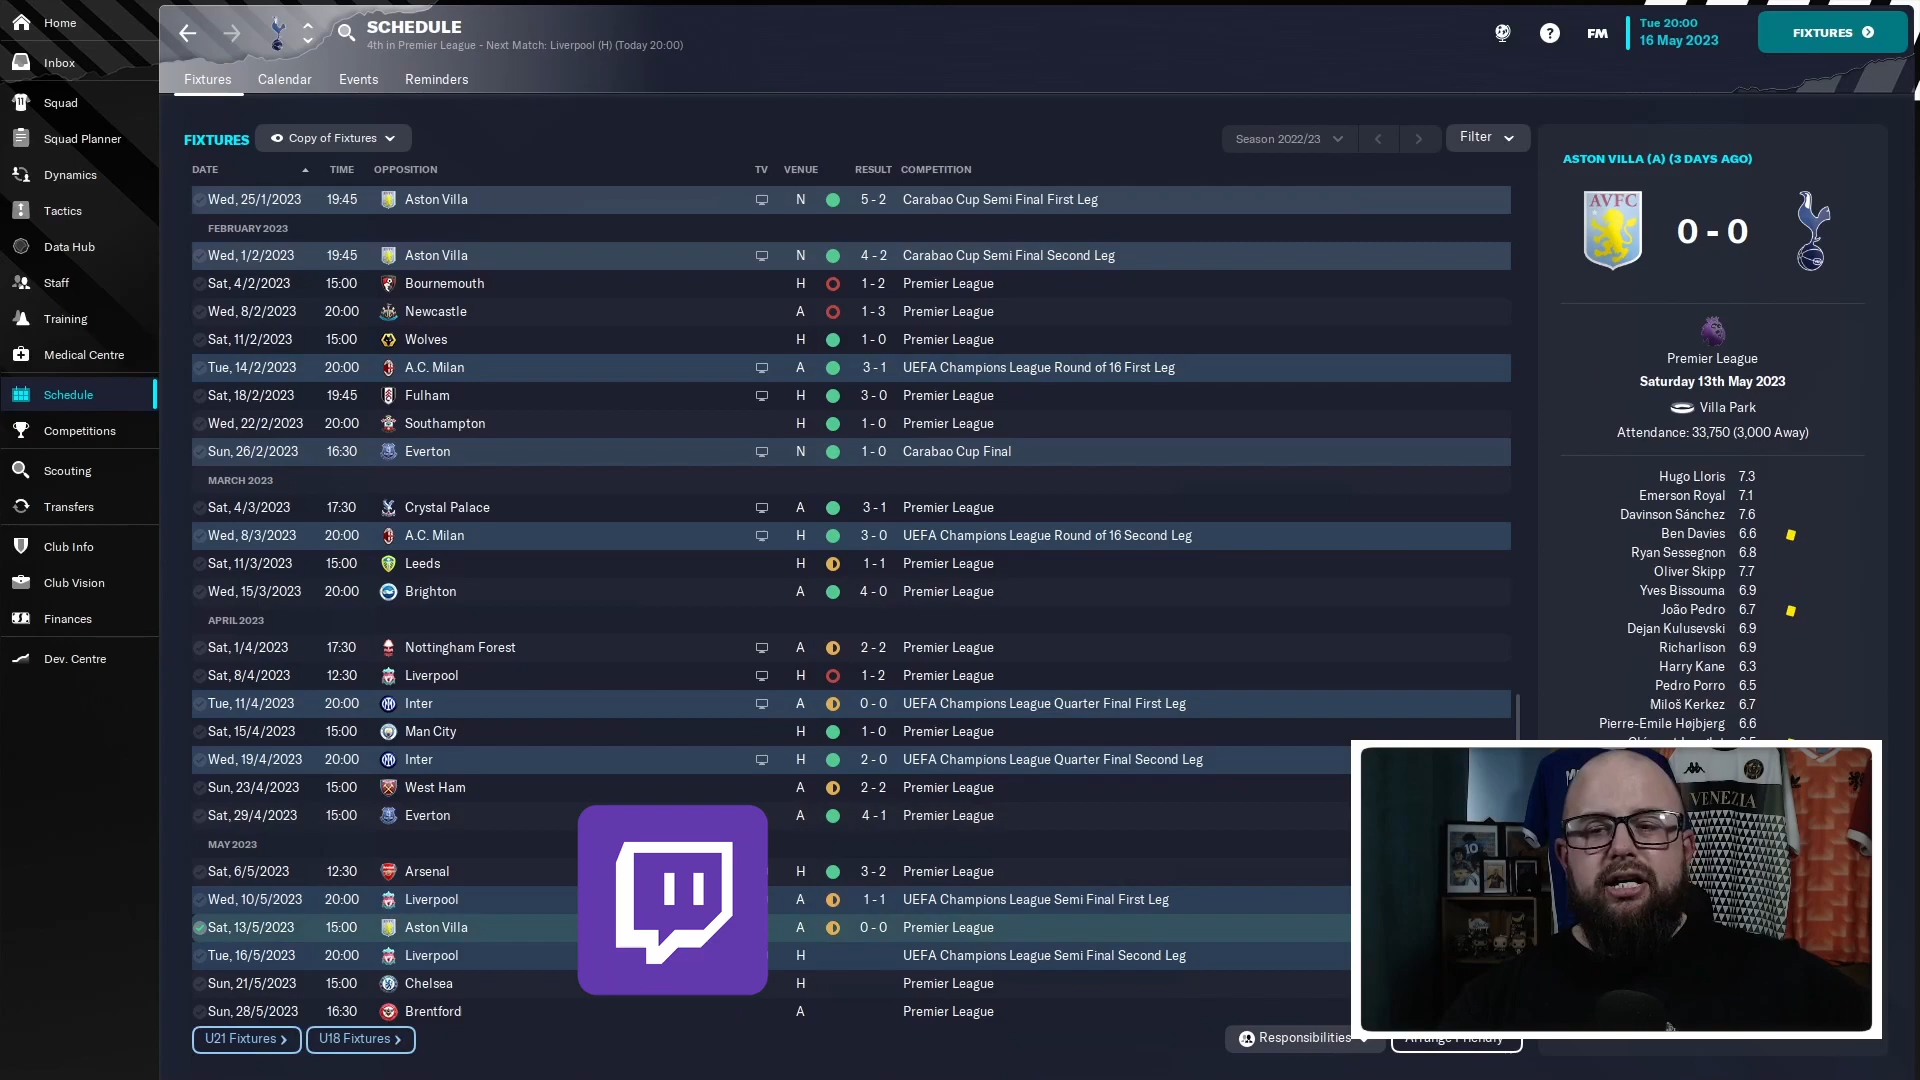 Home
Inbox
Squad
Squad Planner
Dynamics
Tactics
Data Hub
Staff
Training
Medical Centre
Schedule
Competitions
Scouting
Transfers
Club Info
Club Vision
Finances
Dev. Centre
SCHEDULE
4th in Premier League - Next Match: Liverpool (H) (Today 20:00)
FM
Tue 20:00
16 May 2023
FIXTURES
Fixtures Calendar Events Reminders
FIXTURES Copy of Fixtures Season 2022/23 Filter
DATE TIME OPPOSITION TV VENUE RESULT COMPETITION
Wed, 25/1/2023 19:45 Aston Villa N 5 - 2 Carabao Cup Semi Final First Leg
FEBRUARY 2023
Wed, 1/2/2023 19:45 Aston Villa N 4 - 2 Carabao Cup Semi Final Second Leg
Sat, 4/2/2023 15:00 Bournemouth H 1 - 2 Premier League
Wed, 8/2/2023 20:00 Newcastle A 1 - 3 Premier League
Sat, 11/2/2023 15:00 Wolves H 1 - 0 Premier League
Tue, 14/2/2023 20:00 A.C. Milan A 3 - 1 UEFA Champions League Round of 16 First Leg
Sat, 18/2/2023 19:45 Fulham H 3 - 0 Premier League
Wed, 22/2/2023 20:00 Southampton H 1 - 0 Premier League
Sun, 26/2/2023 16:30 Everton N 1 - 0 Carabao Cup Final
MARCH 2023
Sat, 4/3/2023 17:30 Crystal Palace A 3 - 1 Premier League
Wed, 8/3/2023 20:00 A.C. Milan H 3 - 0 UEFA Champions League Round of 16 Second Leg
Sat, 11/3/2023 15:00 Leeds H 1 - 1 Premier League
Wed, 15/3/2023 20:00 Brighton A 4 - 0 Premier League
APRIL 2023
Sat, 1/4/2023 17:30 Nottingham Forest A 2 - 2 Premier League
Sat, 8/4/2023 12:30 Liverpool H 1 - 2 Premier League
Tue, 11/4/2023 20:00 Inter A 0 - 0 UEFA Champions League Quarter Final First Leg
Sat, 15/4/2023 15:00 Man City H 1 - 0 Premier League
Wed, 19/4/2023 20:00 Inter H 2 - 0 UEFA Champions League Quarter Final Second Leg
Sun, 23/4/2023 15:00 West Ham A 2 - 2 Premier League
Sat, 29/4/2023 15:00 Everton A 4 - 1 Premier League
MAY 2023
Sat, 6/5/2023 12:30 Arsenal H 3 - 2 Premier League
Wed, 10/5/2023 20:00 Liverpool A 1 - 1 UEFA Champions League Semi Final First Leg
Sat, 13/5/2023 15:00 Aston Villa A 0 - 0 Premier League
Tue, 16/5/2023 20:00 Liverpool H UEFA Champions League Semi Final Second Leg
Sun, 21/5/2023 15:00 Chelsea H Premier League
Sun, 28/5/2023 16:30 Brentford A Premier League
U21 Fixtures U18 Fixtures Responsibilities Arrange Friendly
ASTON VILLA (A) (3 DAYS AGO)
AVFC
0 - 0
Premier League
Saturday 13th May 2023
Villa Park
Attendance: 33,750 (3,000 Away)
Hugo Lloris 7.3
Emerson Royal 7.1
Davinson Sánchez 7.6
Ben Davies 6.6
Ryan Sessegnon 6.8
Oliver Skipp 7.7
Yves Bissouma 6.9
João Pedro 6.7
Dejan Kulusevski 6.9
Richarlison 6.9
Harry Kane 6.3
Pedro Porro 6.5
Miloš Kerkez 6.7
Pierre-Emile Højbjerg 6.6
VENEZIA
10